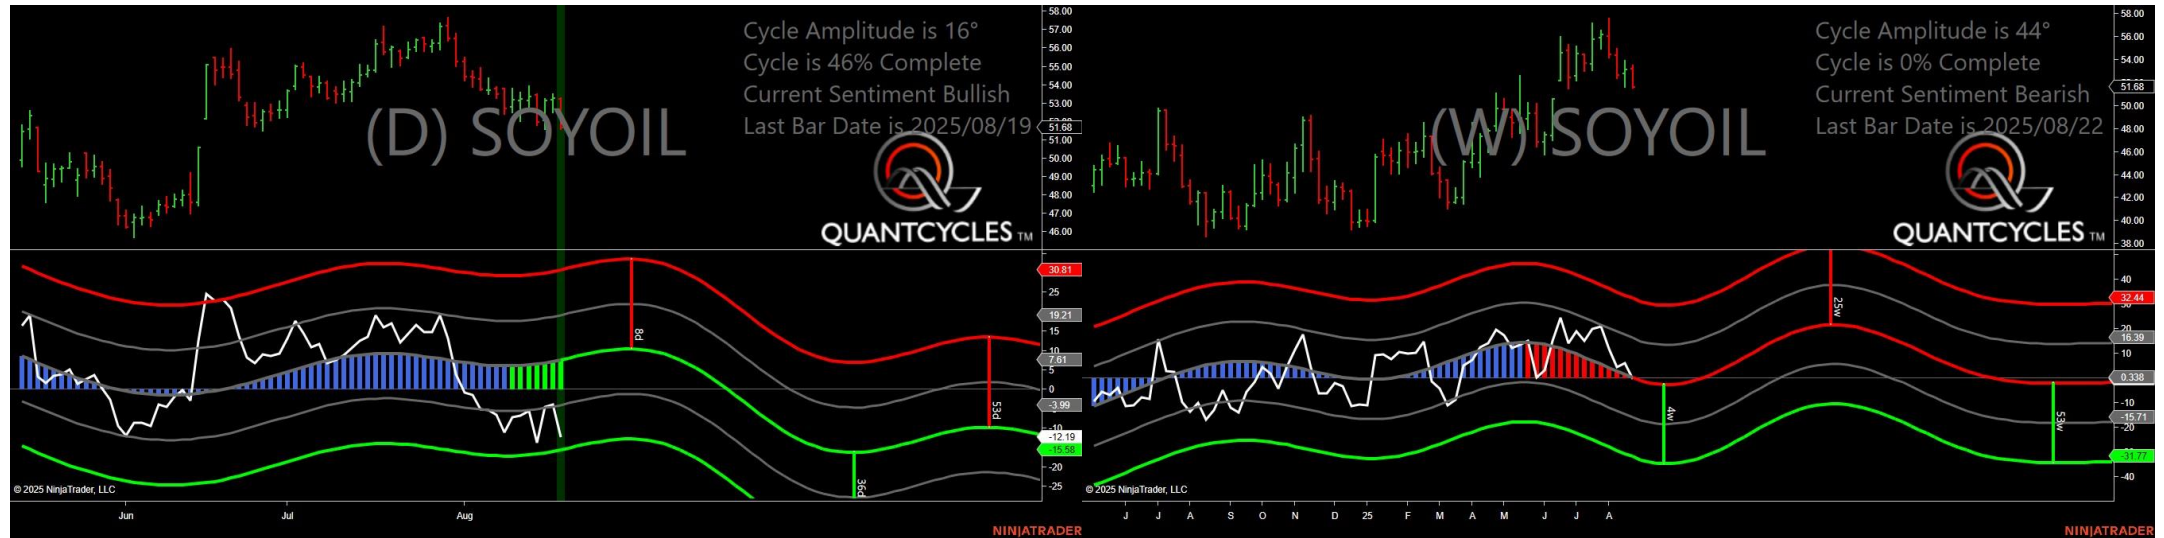 Cycle Amplitude is 16°
Cycle is 46% Complete
Current Sentiment Bullish
Last Bar Date is 2025/08/19
(D) SOYOIL
QUANTCYCLES TM
58.00
57.00
56.00
55.00
54.00
53.00
51.68
51.00
50.00
49.00
48.00
47.00
46.00
30.81
25
19.21
15
10
7.61
5
0
-3.99
-10
-12.19
-15.58
-20
-25
8d
36d
53d
© 2025 NinjaTrader, LLC
Jun
Jul
Aug
NINJATRADER
Cycle Amplitude is 44°
Cycle is 0% Complete
Current Sentiment Bearish
Last Bar Date is 2025/08/22
(W) SOYOIL
QUANTCYCLES TM
58.00
56.00
54.00
51.68
50.00
48.00
46.00
44.00
42.00
40.00
38.00
40
32.44
20
16.39
10
0.338
-10
-15.71
-20
-31.77
-40
4w
25w
53w
© 2025 NinjaTrader, LLC
J J A S O N D 25 F M A M J J A
NINJATRADER